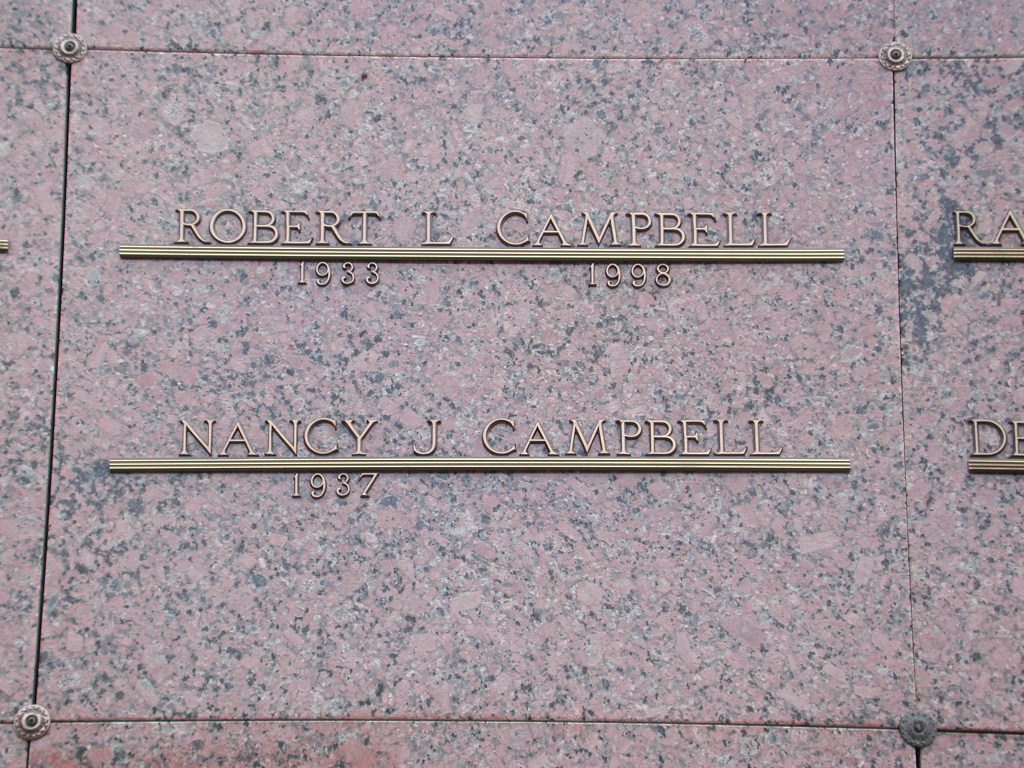 ROBERT L CAMPBELL
1933 1998
NANCY J CAMPBELL
1937